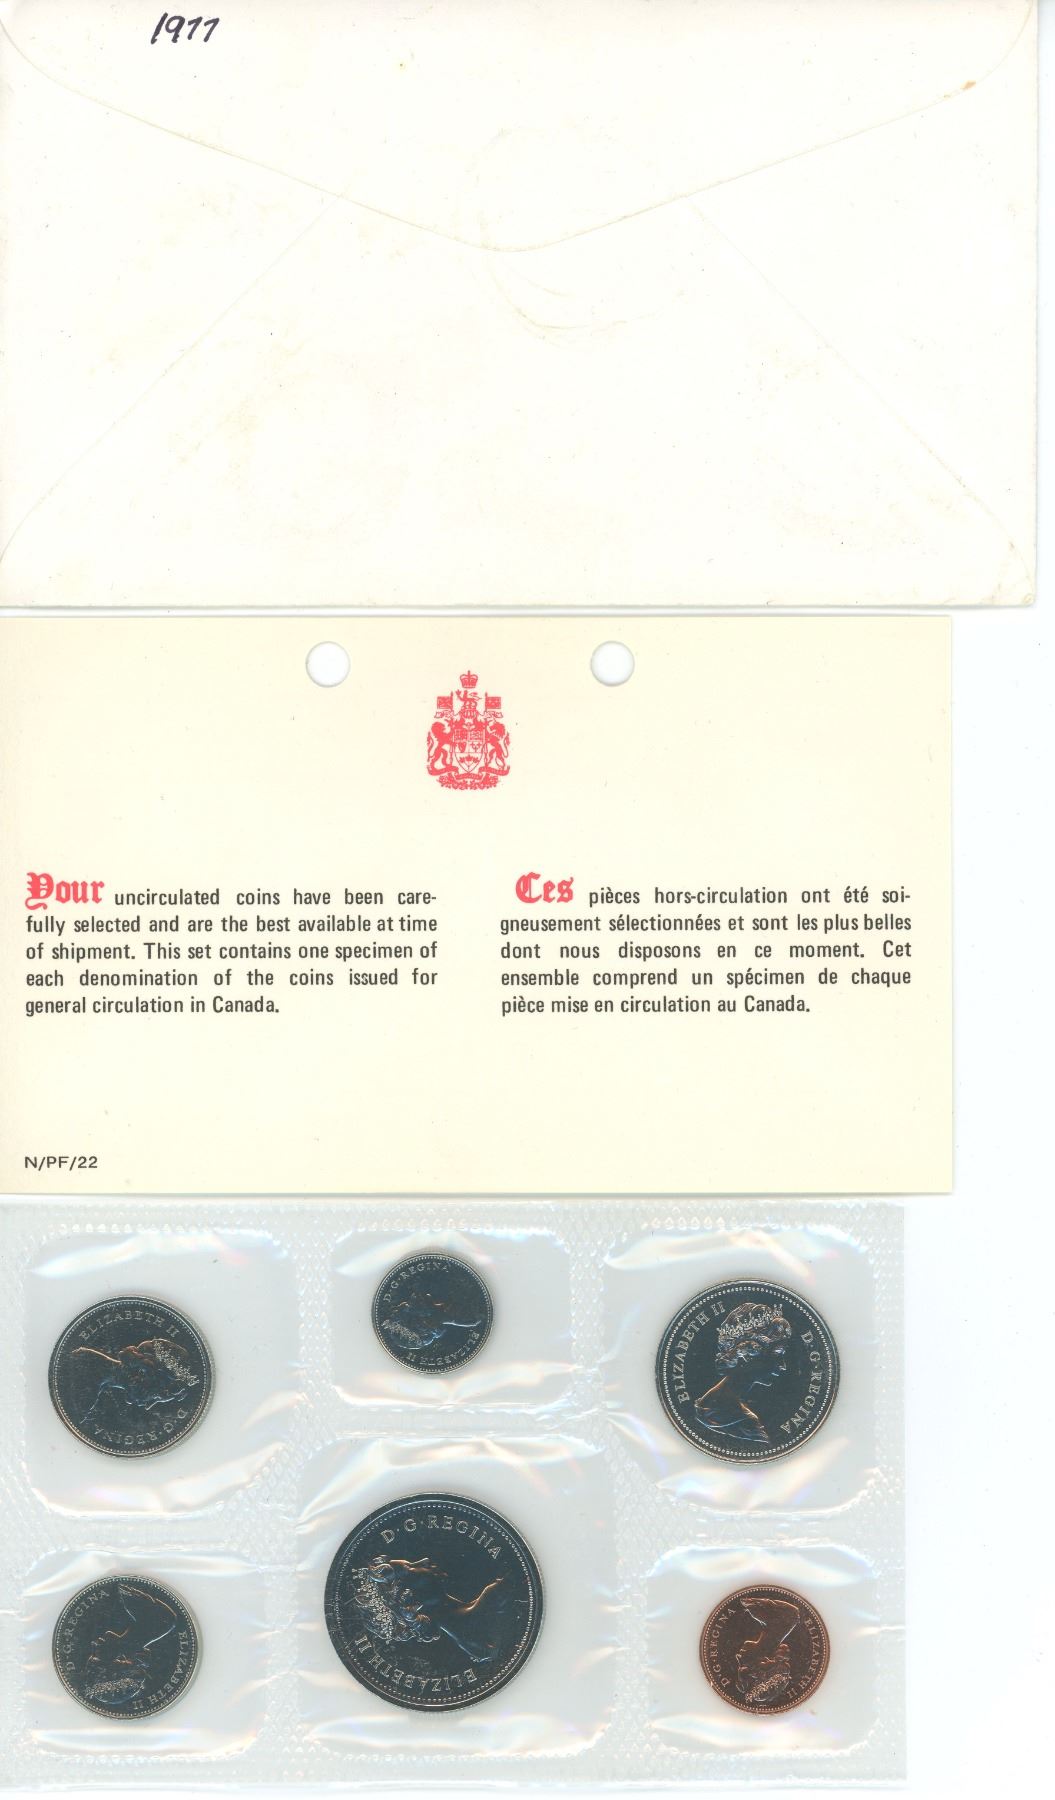 1977
Your uncirculated coins have been care-
fully selected and are the best available at time
of shipment. This set contains one specimen of
each denomination of the coins issued for
general circulation in Canada.
Ces pièces hors-circulation ont été soi-
gneusement sélectionnées et sont les plus belles
dont nous disposons en ce moment. Cet
ensemble comprend un spécimen de chaque
pièce mise en circulation au Canada.
N/PF/22
ELIZABETH II D·G·REGINA
ELIZABETH II D·G·REGINA
ELIZABETH II D·G·REGINA
ELIZABETH II D·G·REGINA
ELIZABETH II D·G·REGINA
ELIZABETH II D·G·REGINA